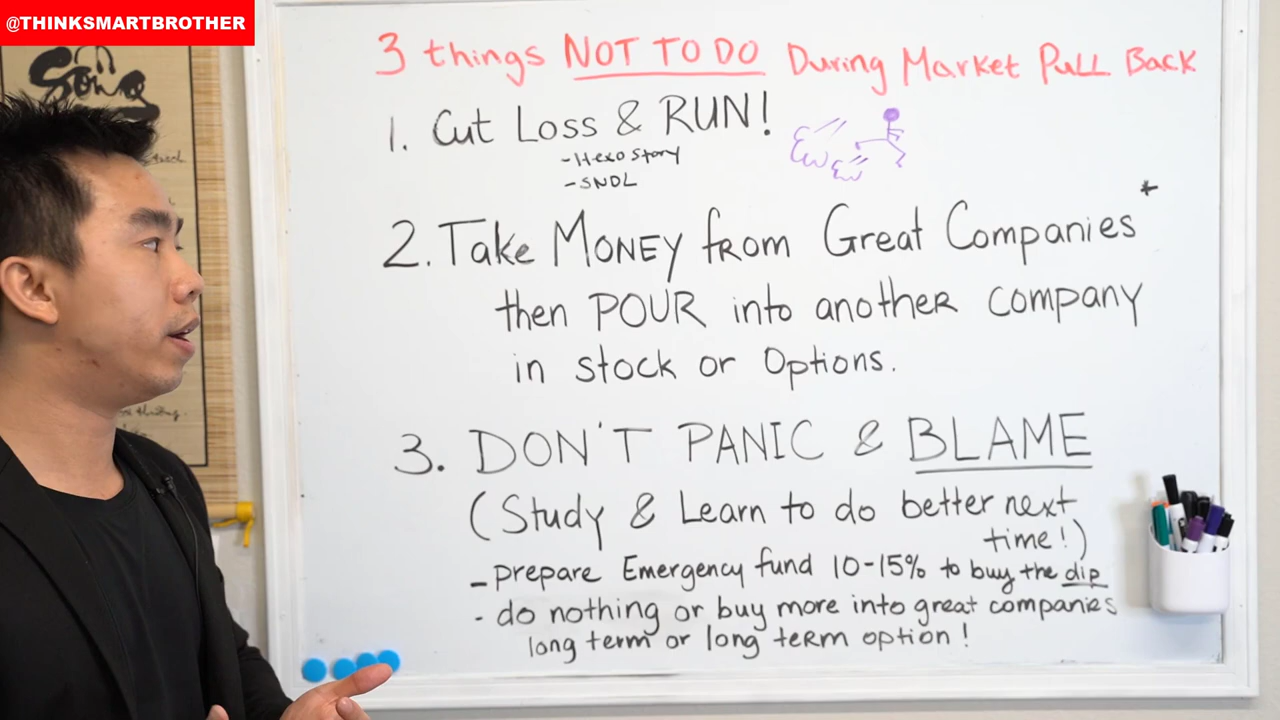 @THINKSMARTBROTHER
Song
3 things NOT TO DO During Market Pull Back
1. Cut Loss & RUN!
- Hexo Story
- SNDL
2. Take MONEY from Great Companies*
then POUR into another company
in stock or Options.
3. DON'T PANIC & BLAME
(Study & Learn to do better next
time!)
- prepare Emergency fund 10-15% to buy the dip
- do nothing or buy more into great companies
long term or long term option!